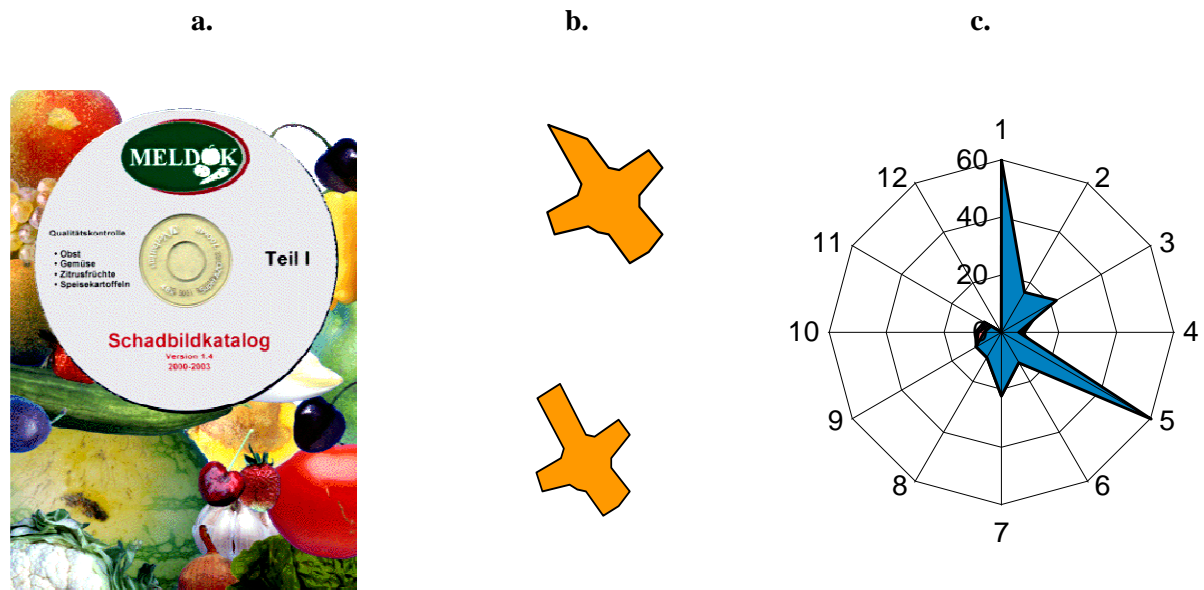 a.
b.
c.
MELDOK
Qualitätskontrolle
• Obst
• Gemüse
• Zitrusfrüchte
• Speisekartoffeln
Teil I
Schadbildkatalog
Version 1.4
2000-2003
1
2
3
4
5
6
7
8
9
10
11
12
60
40
20
0